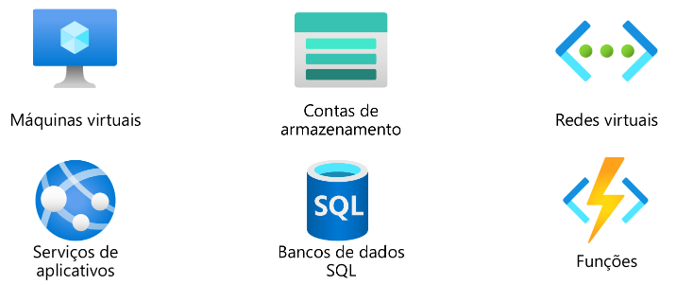 Máquinas virtuais
Contas de
armazenamento
Redes virtuais
Serviços de
aplicativos
SQL
Bancos de dados
SQL
Funções